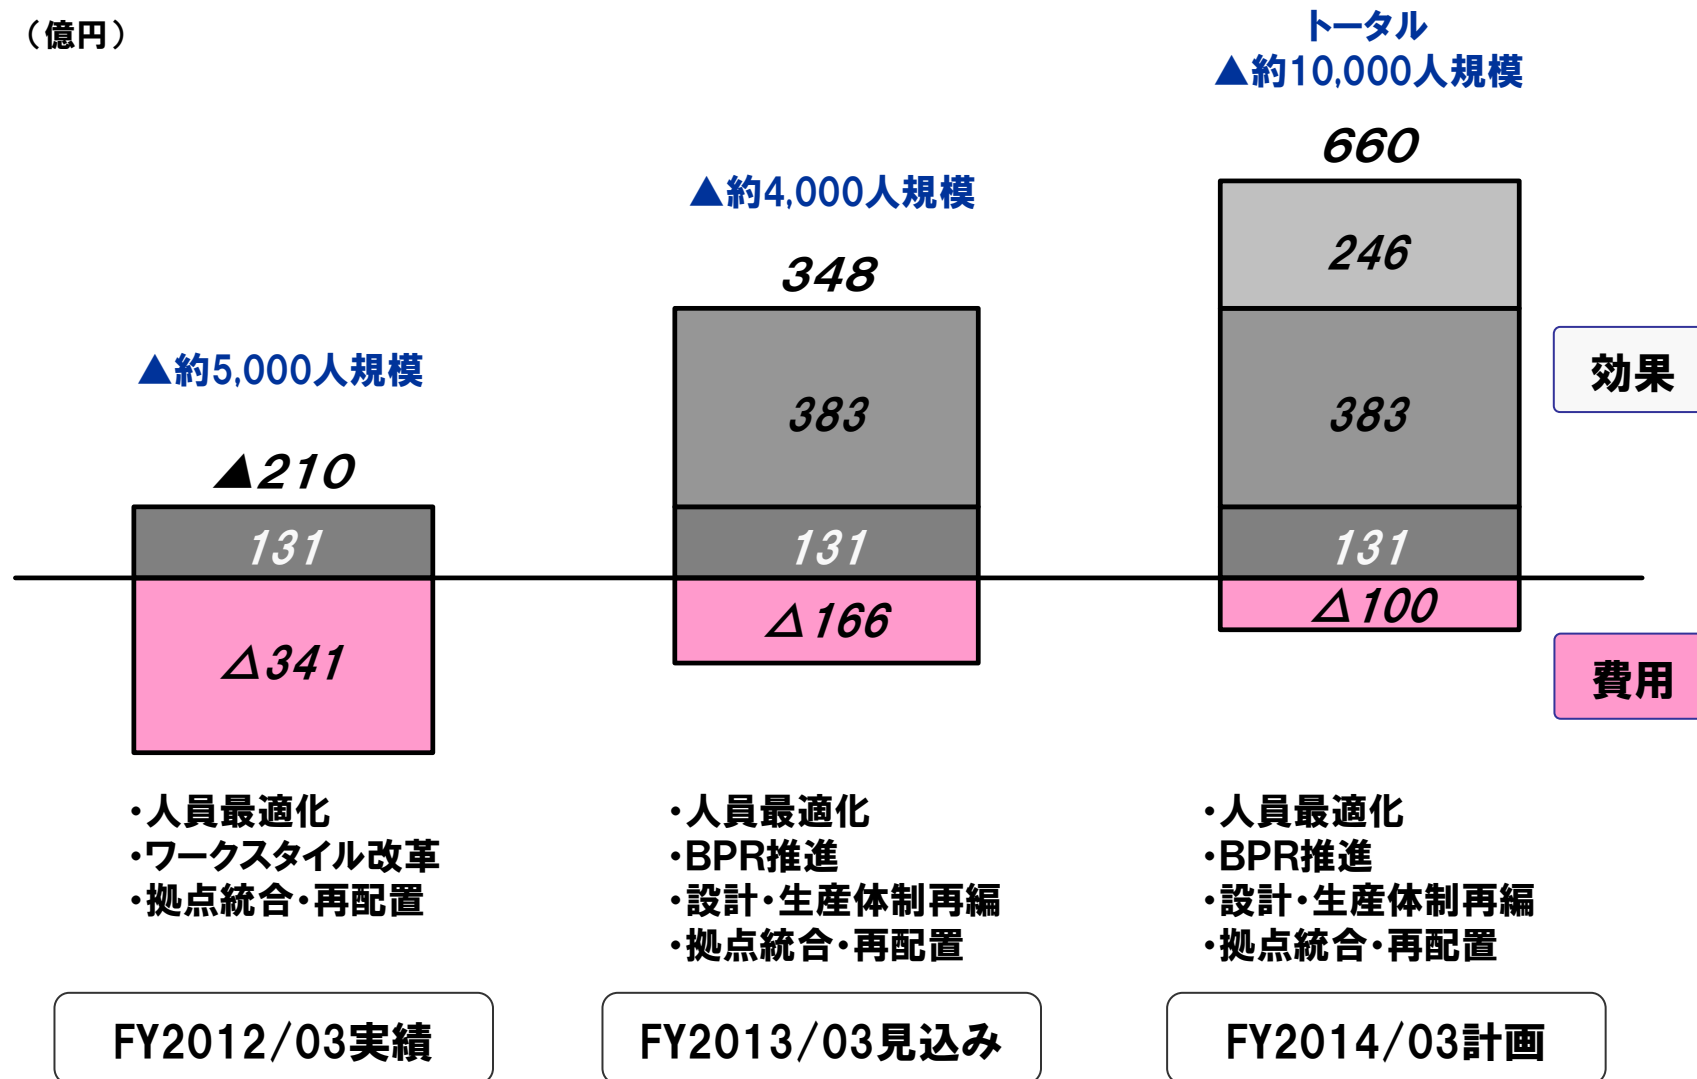 （億円）
▲約5,000人規模
▲210
131
△341
・人員最適化
・ワークスタイル改革
・拠点統合・再配置
FY2012/03実績
▲約4,000人規模
348
383
131
△166
・人員最適化
・BPR推進
・設計・生産体制再編
・拠点統合・再配置
FY2013/03見込み
トータル
▲約10,000人規模
660
246
383
131
△100
・人員最適化
・BPR推進
・設計・生産体制再編
・拠点統合・再配置
FY2014/03計画
効果
費用